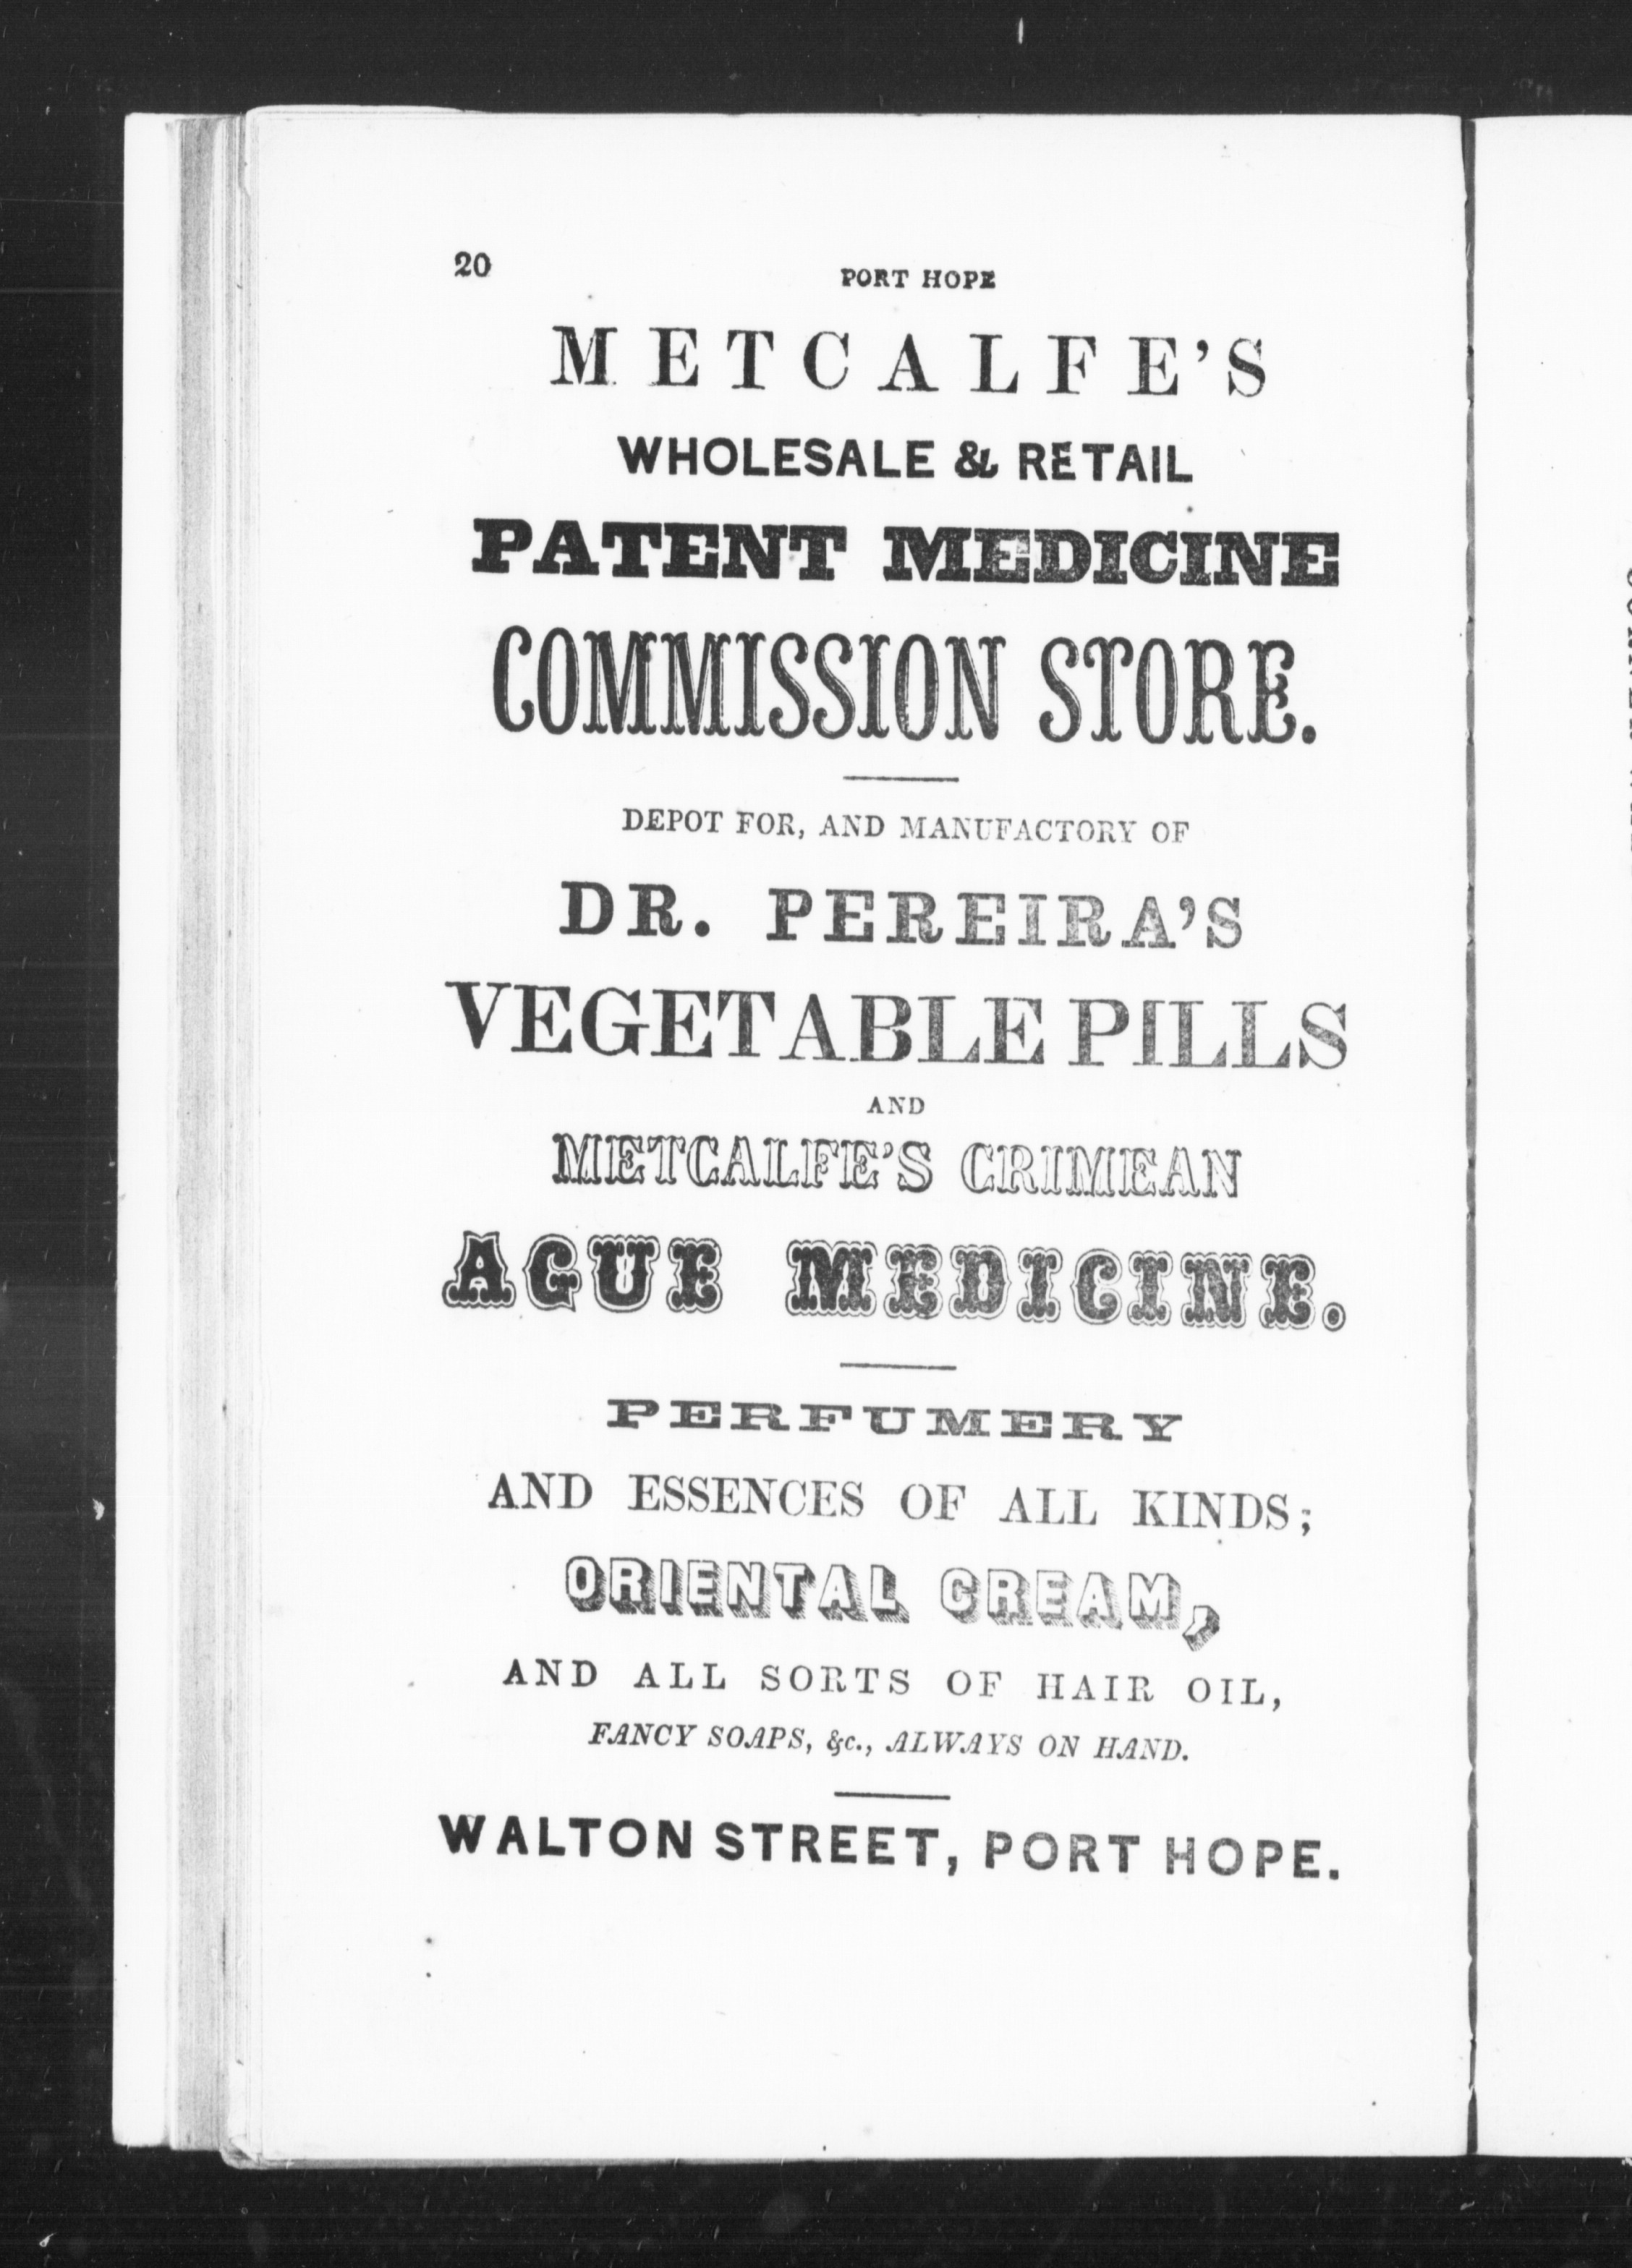 20
PORT HOPE
METCALFE'S
WHOLESALE & RETAIL
PATENT MEDICINE
COMMISSION STORE.
DEPOT FOR, AND MANUFACTORY OF
DR. PEREIRA'S
VEGETABLE PILLS
AND
METCALFE'S CRIMEAN
AGUE MEDICINE.
PERFUMERY
AND ESSENCES OF ALL KINDS;
ORIENTAL CREAM,
AND ALL SORTS OF HAIR OIL,
FANCY SOAPS, &c., ALWAYS ON HAND.
WALTON STREET, PORT HOPE.